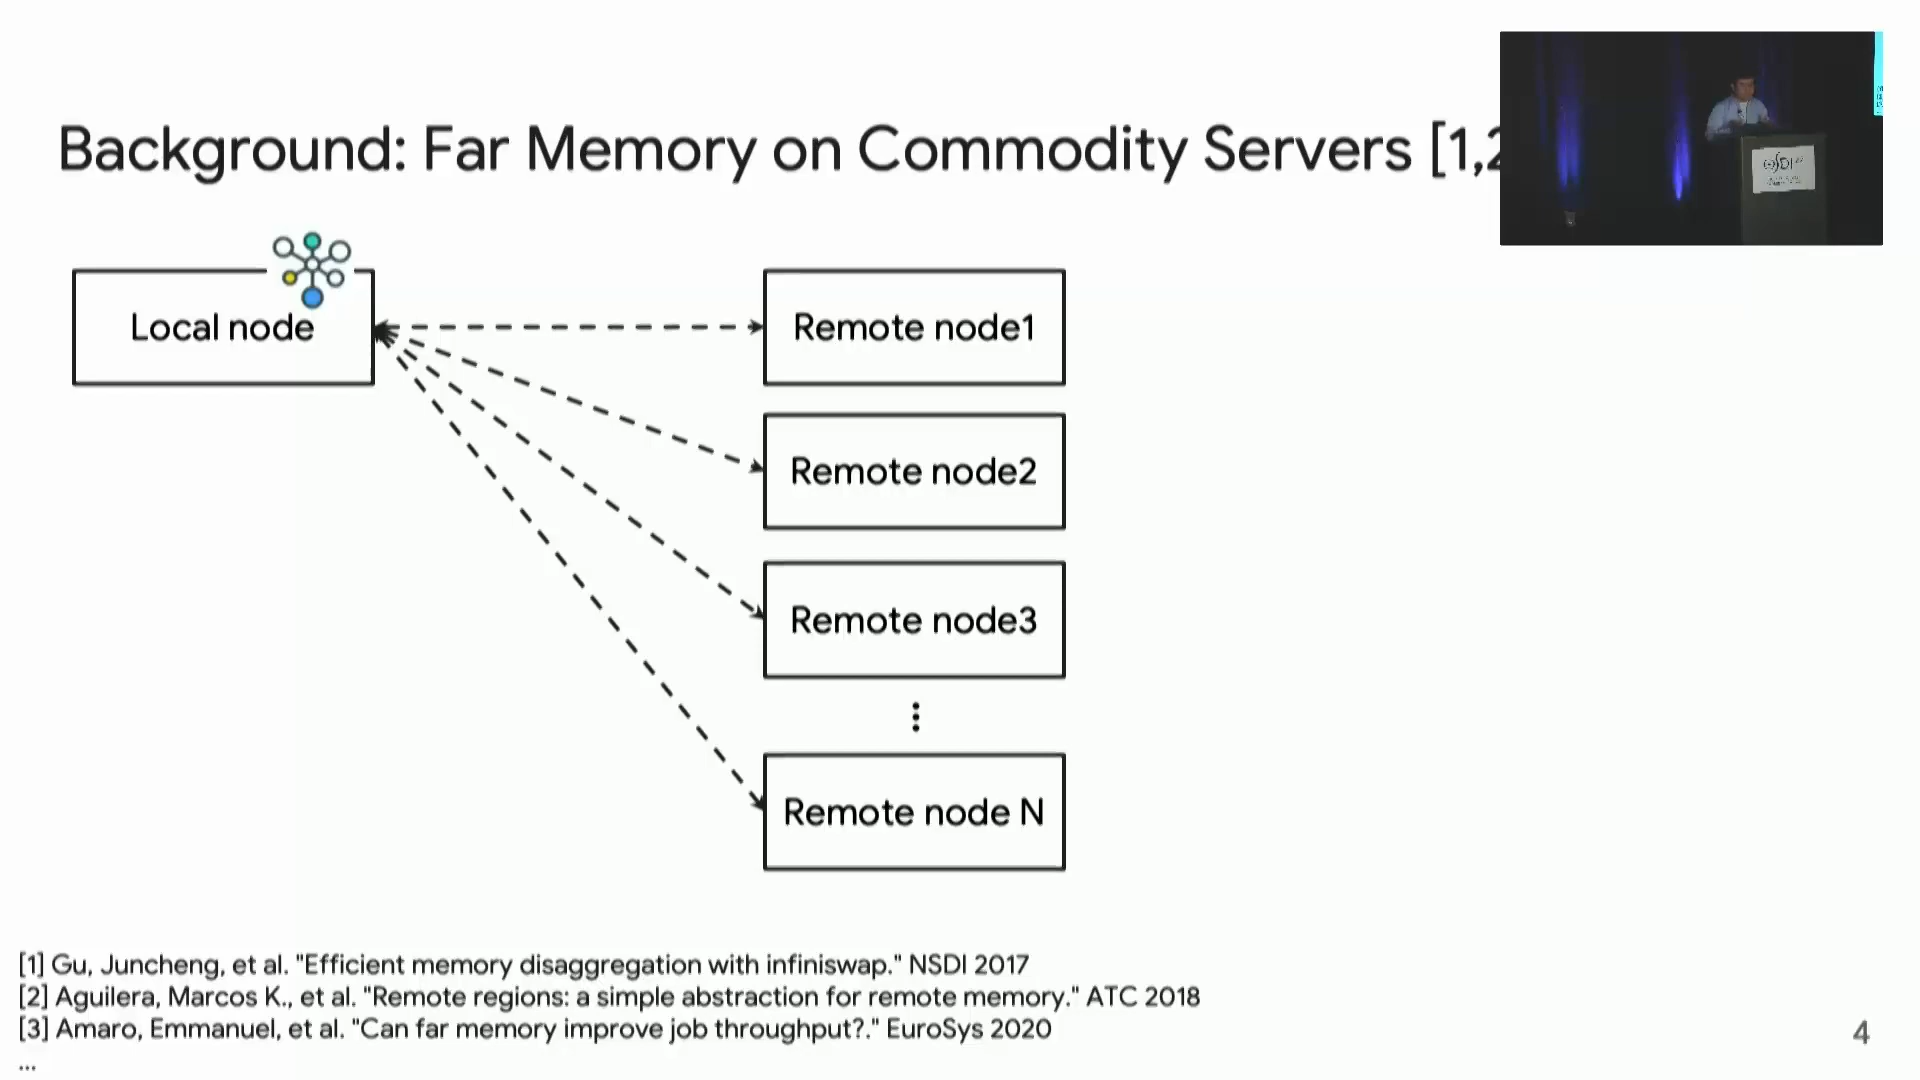 Background: Far Memory on Commodity Servers [1,2
Local node
Remote node1
Remote node2
Remote node3
Remote node N
[1] Gu, Juncheng, et al. "Efficient memory disaggregation with infiniswap." NSDI 2017
[2] Aguilera, Marcos K., et al. "Remote regions: a simple abstraction for remote memory." ATC 2018
[3] Amaro, Emmanuel, et al. "Can far memory improve job throughput?." EuroSys 2020
...
4